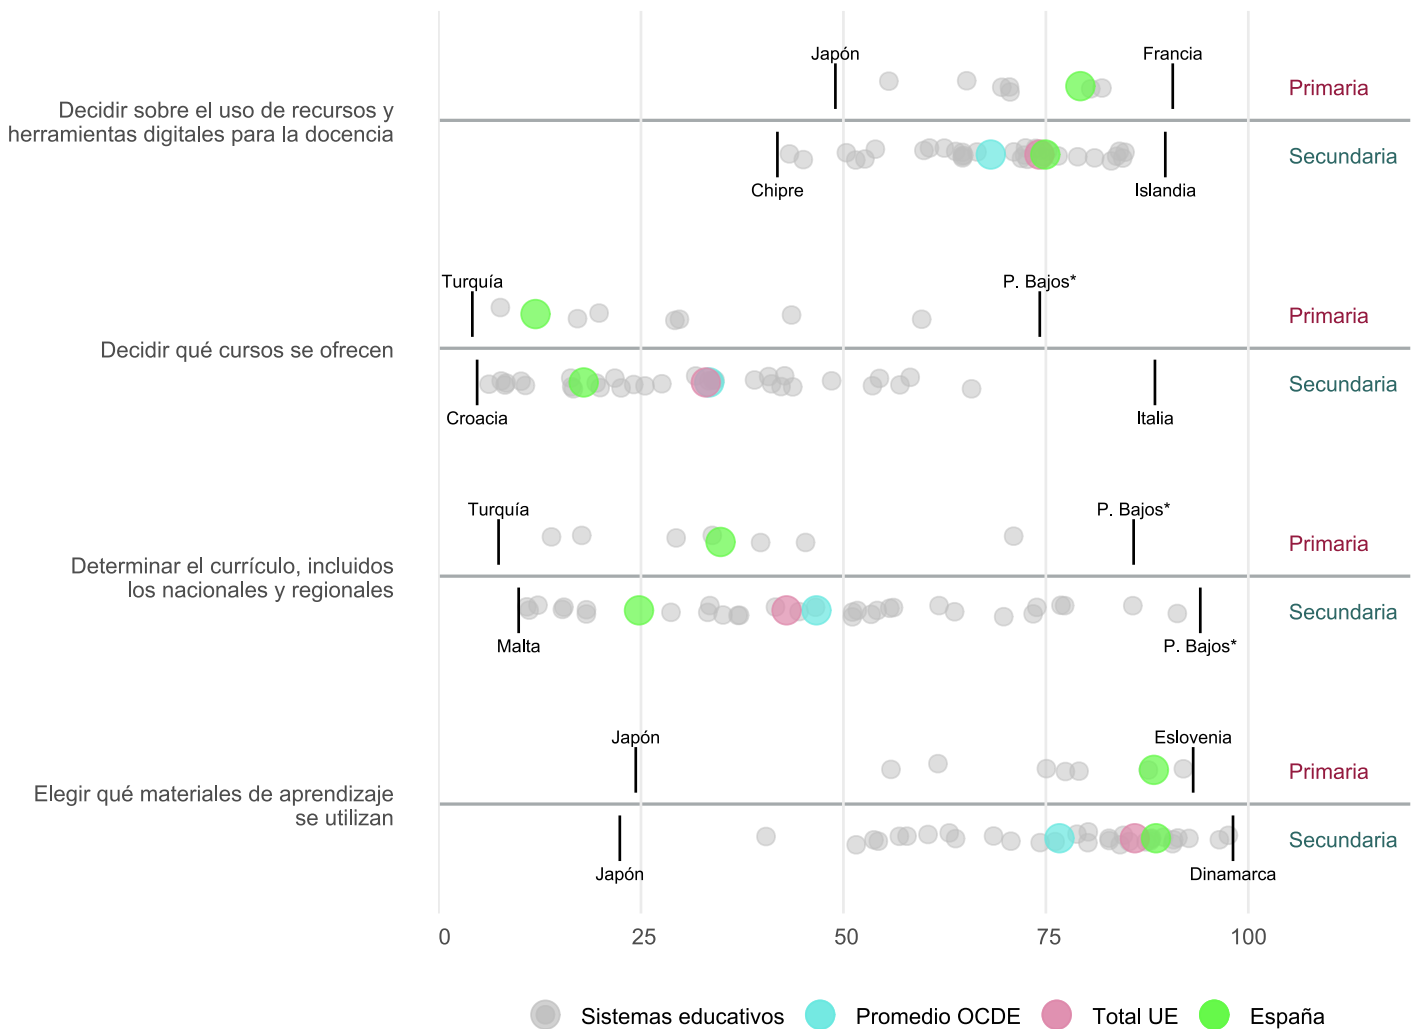 Japón
Francia
Primaria
Decidir sobre el uso de recursos y
herramientas digitales para la docencia
Secundaria
Chipre
Islandia
Turquía
P. Bajos*
Primaria
Decidir qué cursos se ofrecen
Secundaria
Croacia
Italia
Turquía
P. Bajos*
Primaria
Determinar el currículo, incluidos
los nacionales y regionales
Secundaria
Malta
P. Bajos*
Japón
Eslovenia
Primaria
Elegir qué materiales de aprendizaje
se utilizan
Secundaria
Japón
Dinamarca
0
25
50
75
100
Sistemas educativos
Promedio OCDE
Total UE
España